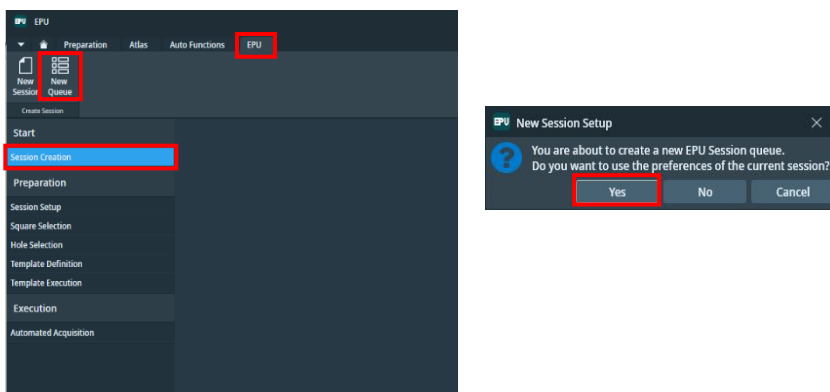 EPU EPU
Preparation Atlas Auto Functions EPU
New Session New Queue
Create Session
Start
Session Creation
Preparation
Session Setup
Square Selection
Hole Selection
Template Definition
Template Execution
Execution
Automated Acquisition
EPU New Session Setup
You are about to create a new EPU Session queue.
Do you want to use the preferences of the current session?
Yes No Cancel